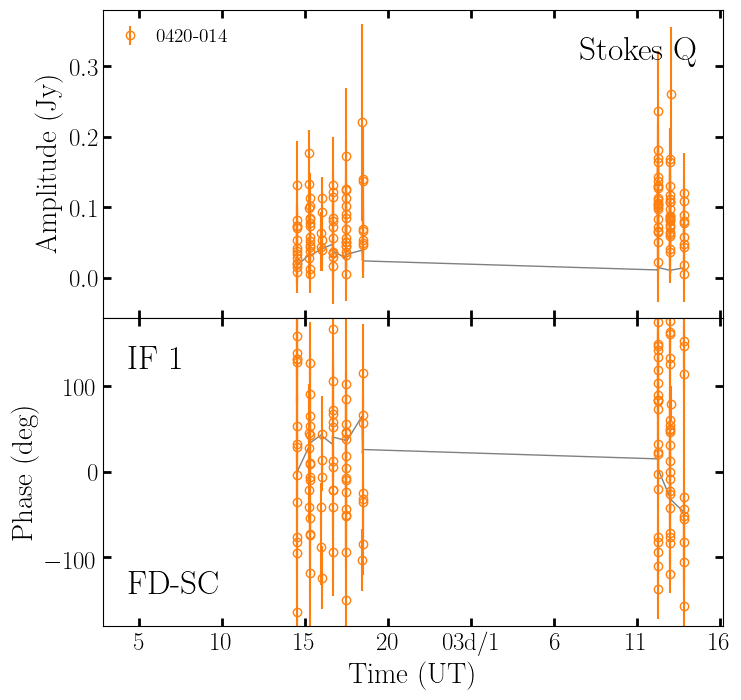 0420-014
Stokes Q
Amplitude (Jy)
0.3
0.2
0.1
0.0
IF 1
FD-SC
Phase (deg)
100
0
−100
5 10 15 20 03d/1 6 11 16
Time (UT)